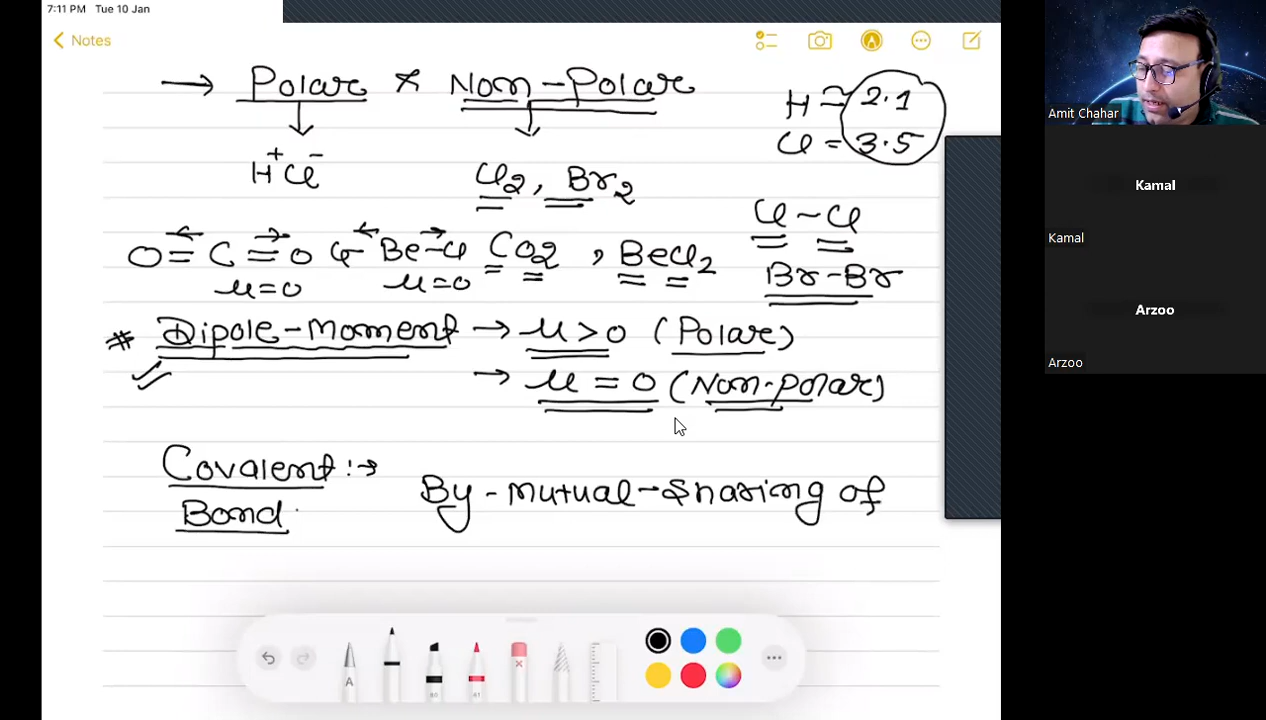 7:11 PM Tue 10 Jan
Notes
→ Polar × Non-Polar
H ≃ 2.1
Cl = 3.5
H⁺Cl⁻
Cl2, Br2
Cl-Cl
O=C=O Cl-Be-Cl CO2, BeCl2
Br-Br
μ=0 μ=0
* Dipole-Moment → μ>0 (Polar)
→ μ=0 (Non-polar)
Covalent :→
Bond
By-mutual-Sharing of
A
80
Amit Chahar
Kamal
Kamal
Arzoo
Arzoo